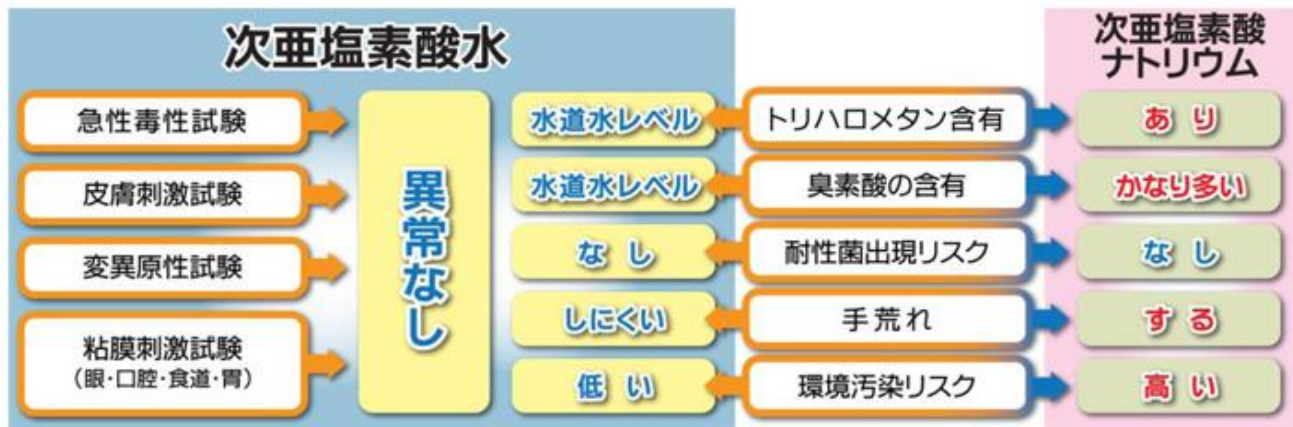 次亜塩素酸水
次亜塩素酸
ナトリウム
急性毒性試験
皮膚刺激試験
変異原性試験
粘膜刺激試験
(眼・口腔・食道・胃)
異常なし
水道水レベル
トリハロメタン含有
あり
水道水レベル
臭素酸の含有
かなり多い
なし
耐性菌出現リスク
なし
しにくい
手荒れ
する
低い
環境汚染リスク
高い